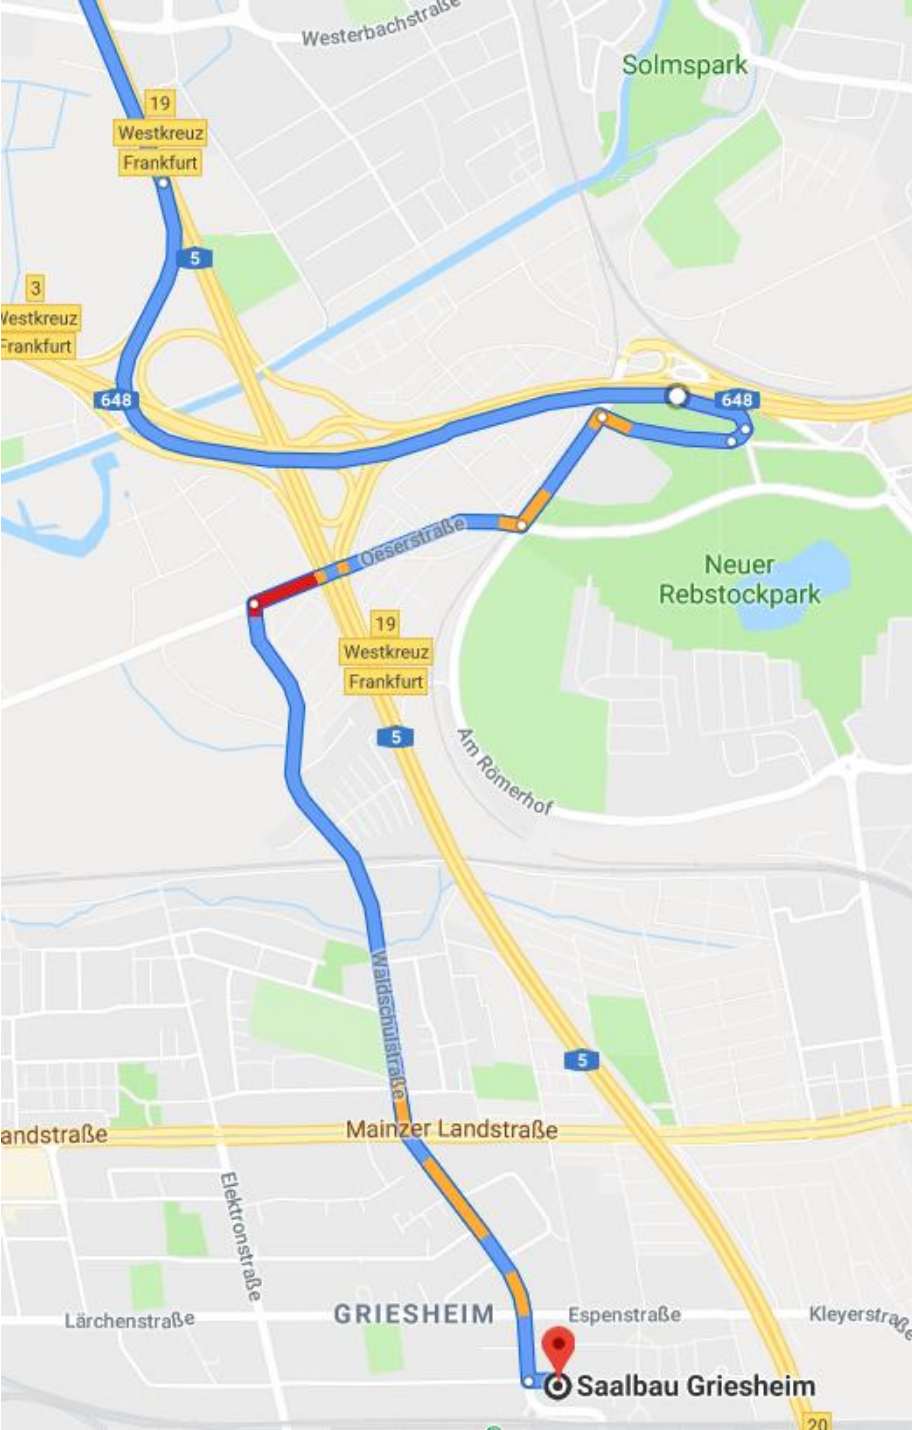 Westerbachstraße
Solmspark
19
Westkreuz
Frankfurt
5
3
Westkreuz
Frankfurt
648
648
Oeserstraße
Neuer
Rebstockpark
19
Westkreuz
Frankfurt
5
Am Römerhof
Waldschulstraße
5
andstraße
Mainzer Landstraße
Elektronstraße
Lärchenstraße
GRIESHEIM
Espenstraße
Kleyerstraße
Saalbau Griesheim
20